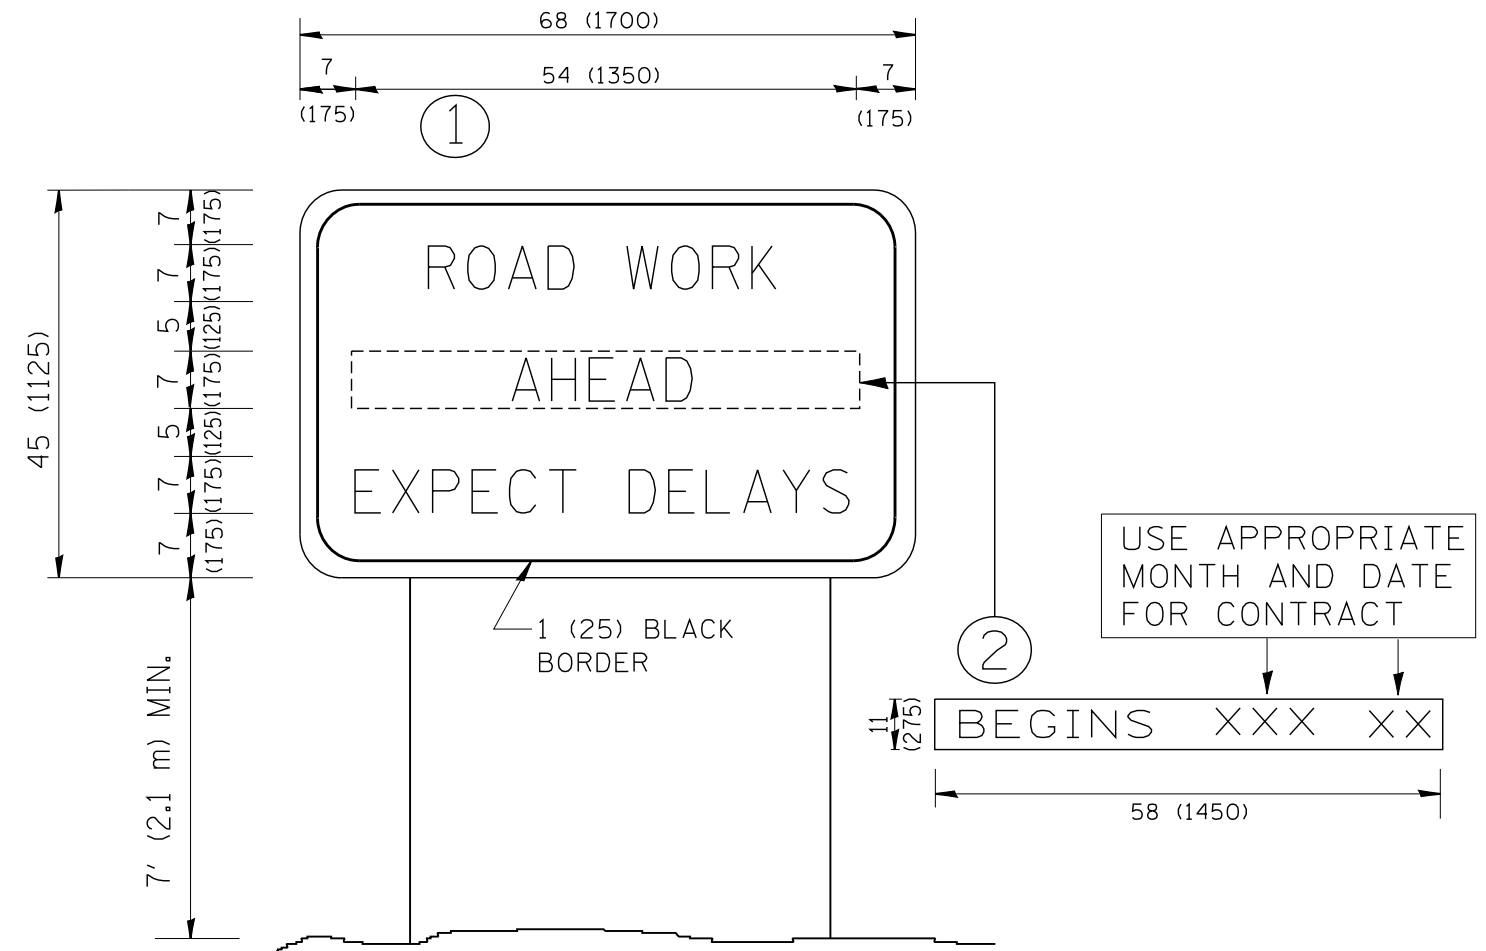 68 (1700)
7
54 (1350)
7
(175)
(175)
1
45 (1125)
7
(175)
7
(175)
5
(125)
7
(175)
5
(125)
7
(175)
7
(175)
ROAD WORK
AHEAD
EXPECT DELAYS
1 (25) BLACK
BORDER
7' (2.1 m) MIN.
USE APPROPRIATE
MONTH AND DATE
FOR CONTRACT
2
11
(275)
BEGINS XXX XX
58 (1450)